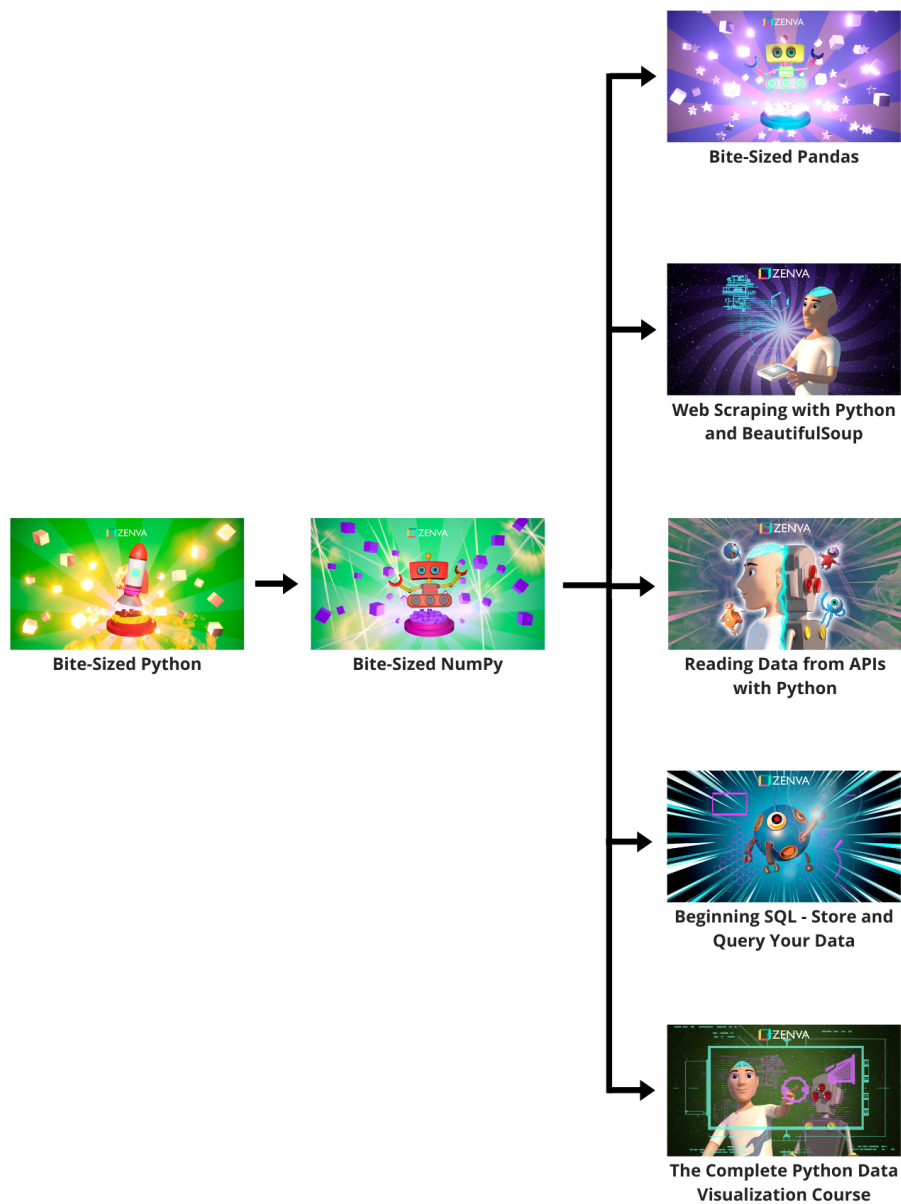 ZENVA
Bite-Sized Pandas
ZENVA
Web Scraping with Python
and BeautifulSoup
ZENVA
Bite-Sized Python
ZENVA
Bite-Sized NumPy
ZENVA
Reading Data from APIs
with Python
ZENVA
Beginning SQL - Store and
Query Your Data
ZENVA
The Complete Python Data
Visualization Course